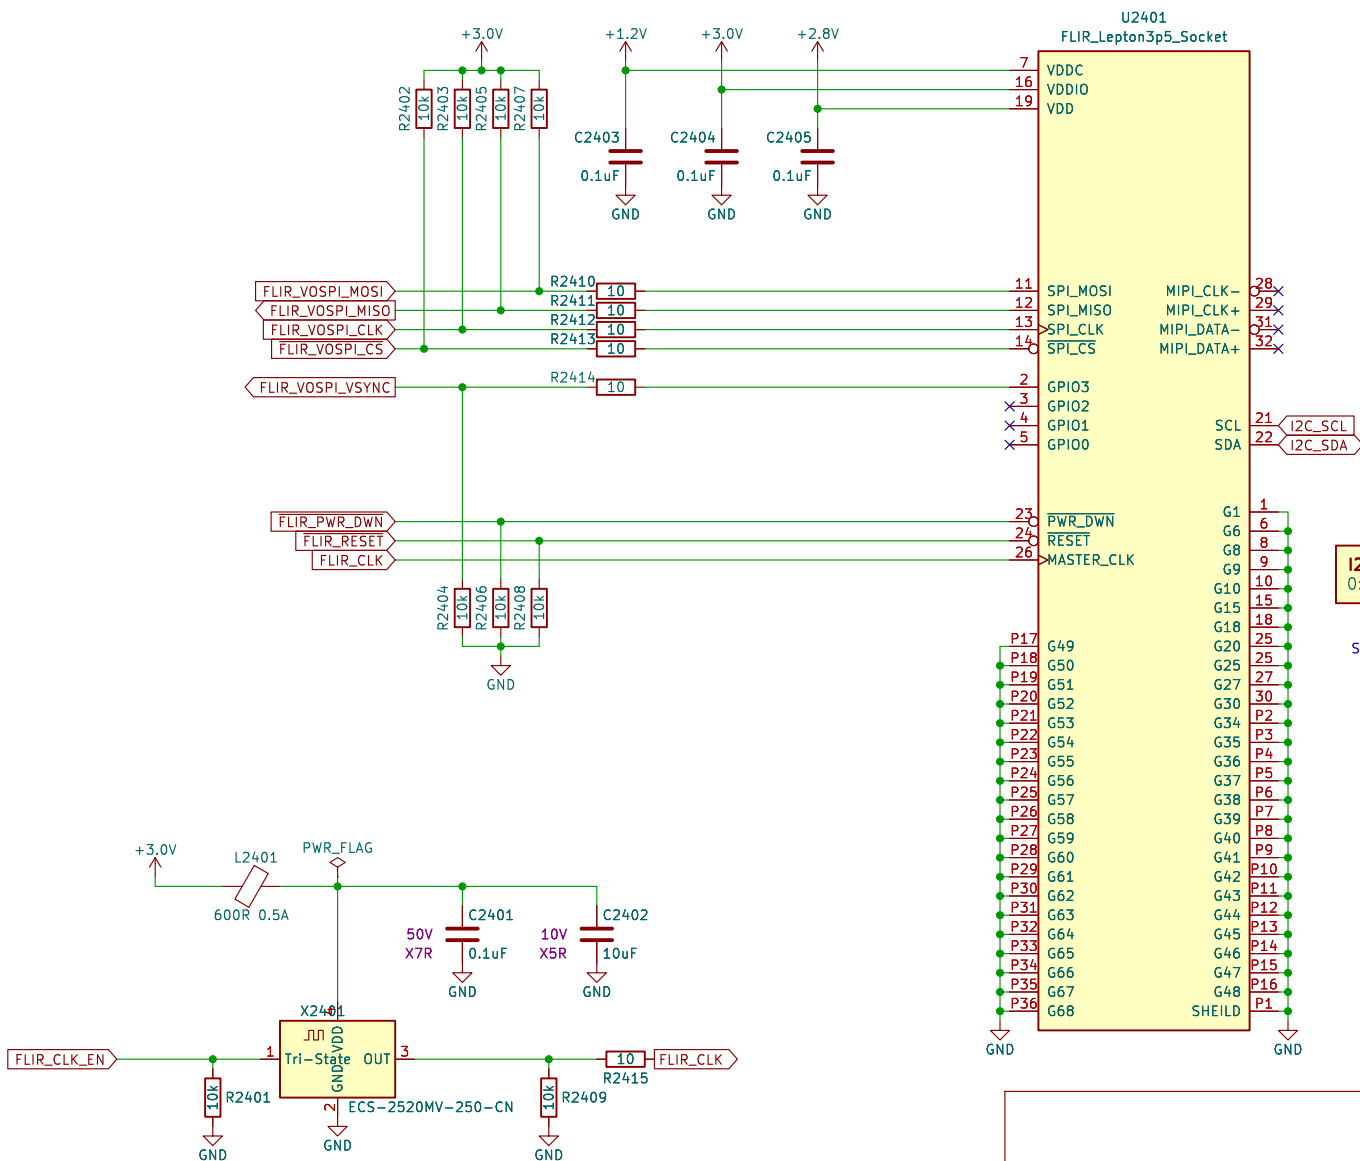 U2401
FLIR_Lepton3p5_Socket
+3.0V
+1.2V
+3.0V
+2.8V
7 VDDC
16 VDDIO
19 VDD
R2402 10k
R2403 10k
R2405 10k
R2407 10k
C2403
0.1uF
GND
C2404
0.1uF
GND
C2405
0.1uF
GND
FLIR_VOSPI_MOSI R2410 10 11 SPI_MOSI
FLIR_VOSPI_MISO R2411 10 12 SPI_MISO
FLIR_VOSPI_CLK R2412 10 13 SPI_CLK
FLIR_VOSPI_CS R2413 10 14 SPI_CS
FLIR_VOSPI_VSYNC R2414 10 2 GPIO3
3 GPIO2
4 GPIO1
5 GPIO0
MIPI_CLK- 28
MIPI_CLK+ 29
MIPI_DATA- 31
MIPI_DATA+ 32
SCL 21 I2C_SCL
SDA 22 I2C_SDA
FLIR_PWR_DWN 23 PWR_DWN
FLIR_RESET 24 RESET
FLIR_CLK 26 MASTER_CLK
R2404 10k
R2406 10k
R2408 10k
GND
G1 1
G6 6
G8 8
G9 9
G10 10
G15 15
G18 18
G20 25
G25 25
G27 27
G30 30
G34 P2
G35 P3
G36 P4
G37 P5
G38 P6
G39 P7
G40 P8
G41 P9
G42 P10
G43 P11
G44 P12
G45 P13
G46 P14
G47 P15
G48 P16
SHEILD P1
GND
P17 G49
P18 G50
P19 G51
P20 G52
P21 G53
P22 G54
P23 G55
P24 G56
P25 G57
P26 G58
P27 G59
P28 G60
P29 G61
P30 G62
P31 G63
P32 G64
P33 G65
P34 G66
P35 G67
P36 G68
GND
+3.0V
L2401
600R 0.5A
PWR_FLAG
C2401
50V
X7R 0.1uF
GND
C2402
10V
X5R 10uF
GND
X2401
4 VDD
FLIR_CLK_EN 1 Tri-State OUT 3
GND 2
ECS-2520MV-250-CN
GND
R2401 10k
GND
R2409 10k
GND
10 FLIR_CLK
R2415